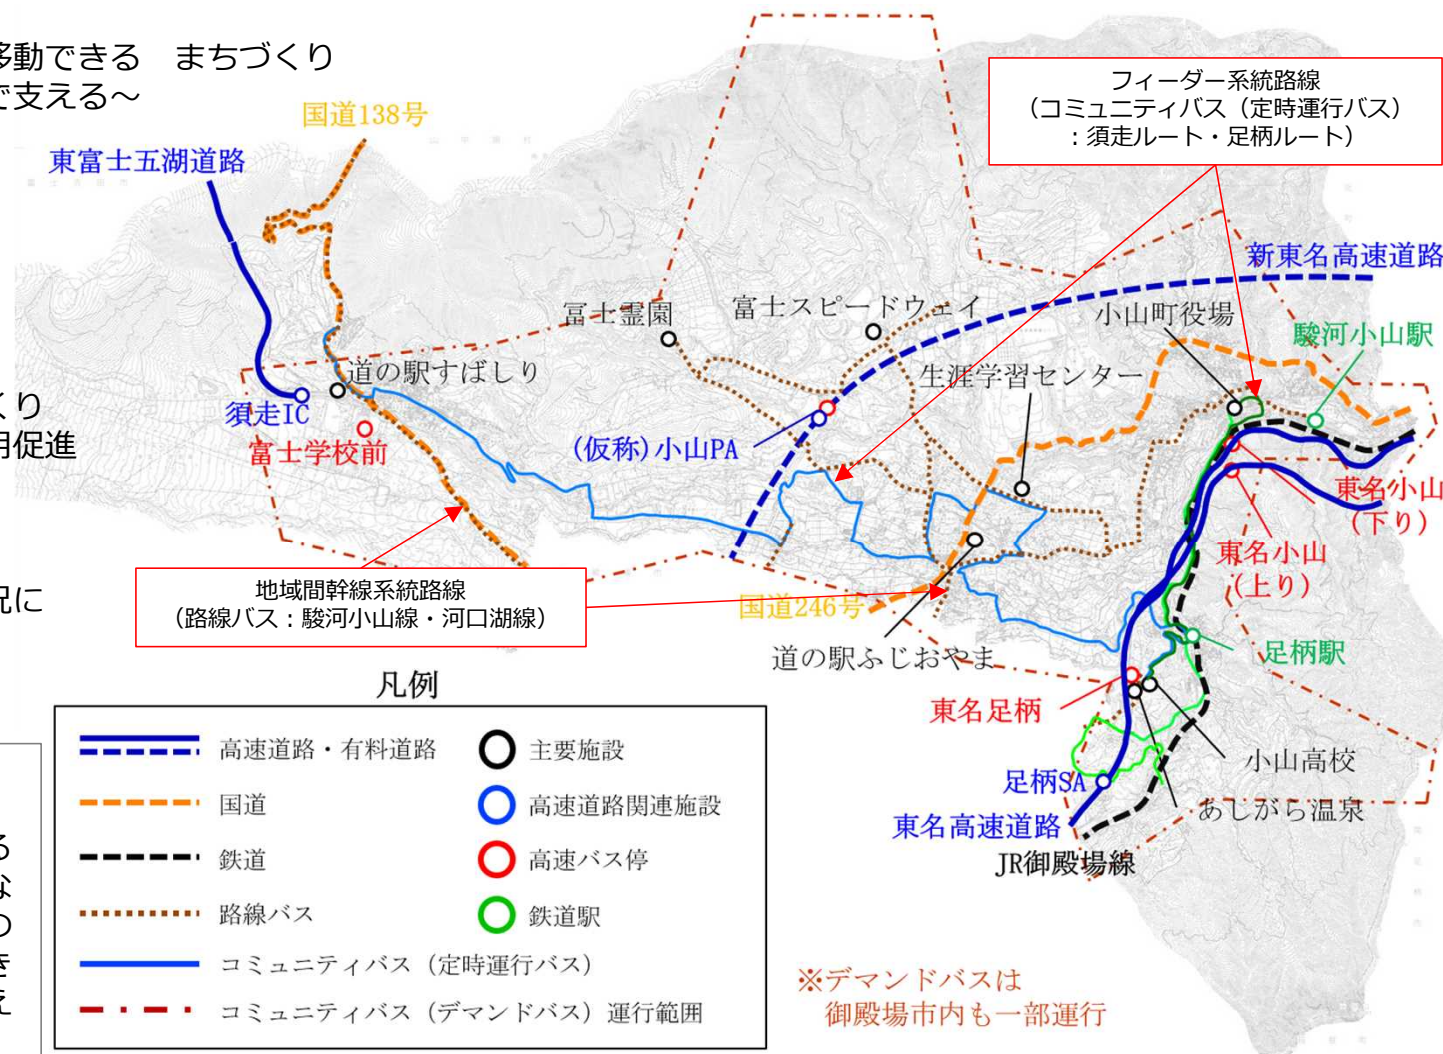 移動できる　まちづくり
で支える～
国道138号
東富士五湖道路
フィーダー系統路線
（コミュニティバス（定時運行バス）
：須走ルート・足柄ルート）
新東名高速道路
冨士霊園
富士スピードウェイ
小山町役場
駿河小山駅
道の駅すばしり
生涯学習センター
須走IC
くり
用促進
富士学校前
(仮称)小山PA
東名小山
(下り)
東名小山
(上り)
地域間幹線系統路線
（路線バス：駿河小山線・河口湖線）
況に
国道246号
道の駅ふじおやま
足柄駅
東名足柄
小山高校
足柄SA
あしがら温泉
東名高速道路
JR御殿場線
凡例
高速道路・有料道路
主要施設
国道
高速道路関連施設
鉄道
高速バス停
路線バス
鉄道駅
コミュニティバス（定時運行バス）
コミュニティバス（デマンドバス）運行範囲
る
な
の
き
え
※デマンドバスは
御殿場市内も一部運行